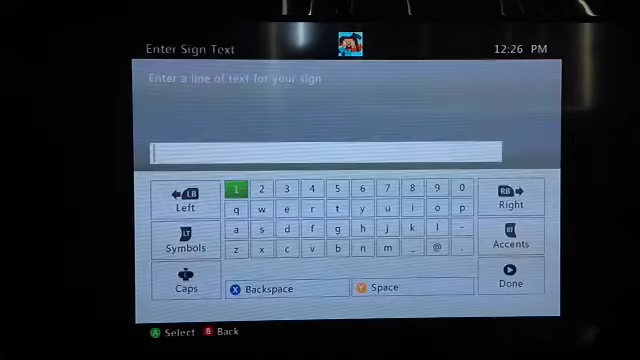 Enter Sign Text
12:26 PM
Enter a line of text for your sign
LB Left
1 2 3 4 5 6 7 8 9 0
RB Right
q w e r t y u i o p
LT Symbols
a s d f g h j k l -
RT Accents
z x c v b n m _ @ .
L Caps
X Backspace
Y Space
Done
A Select B Back